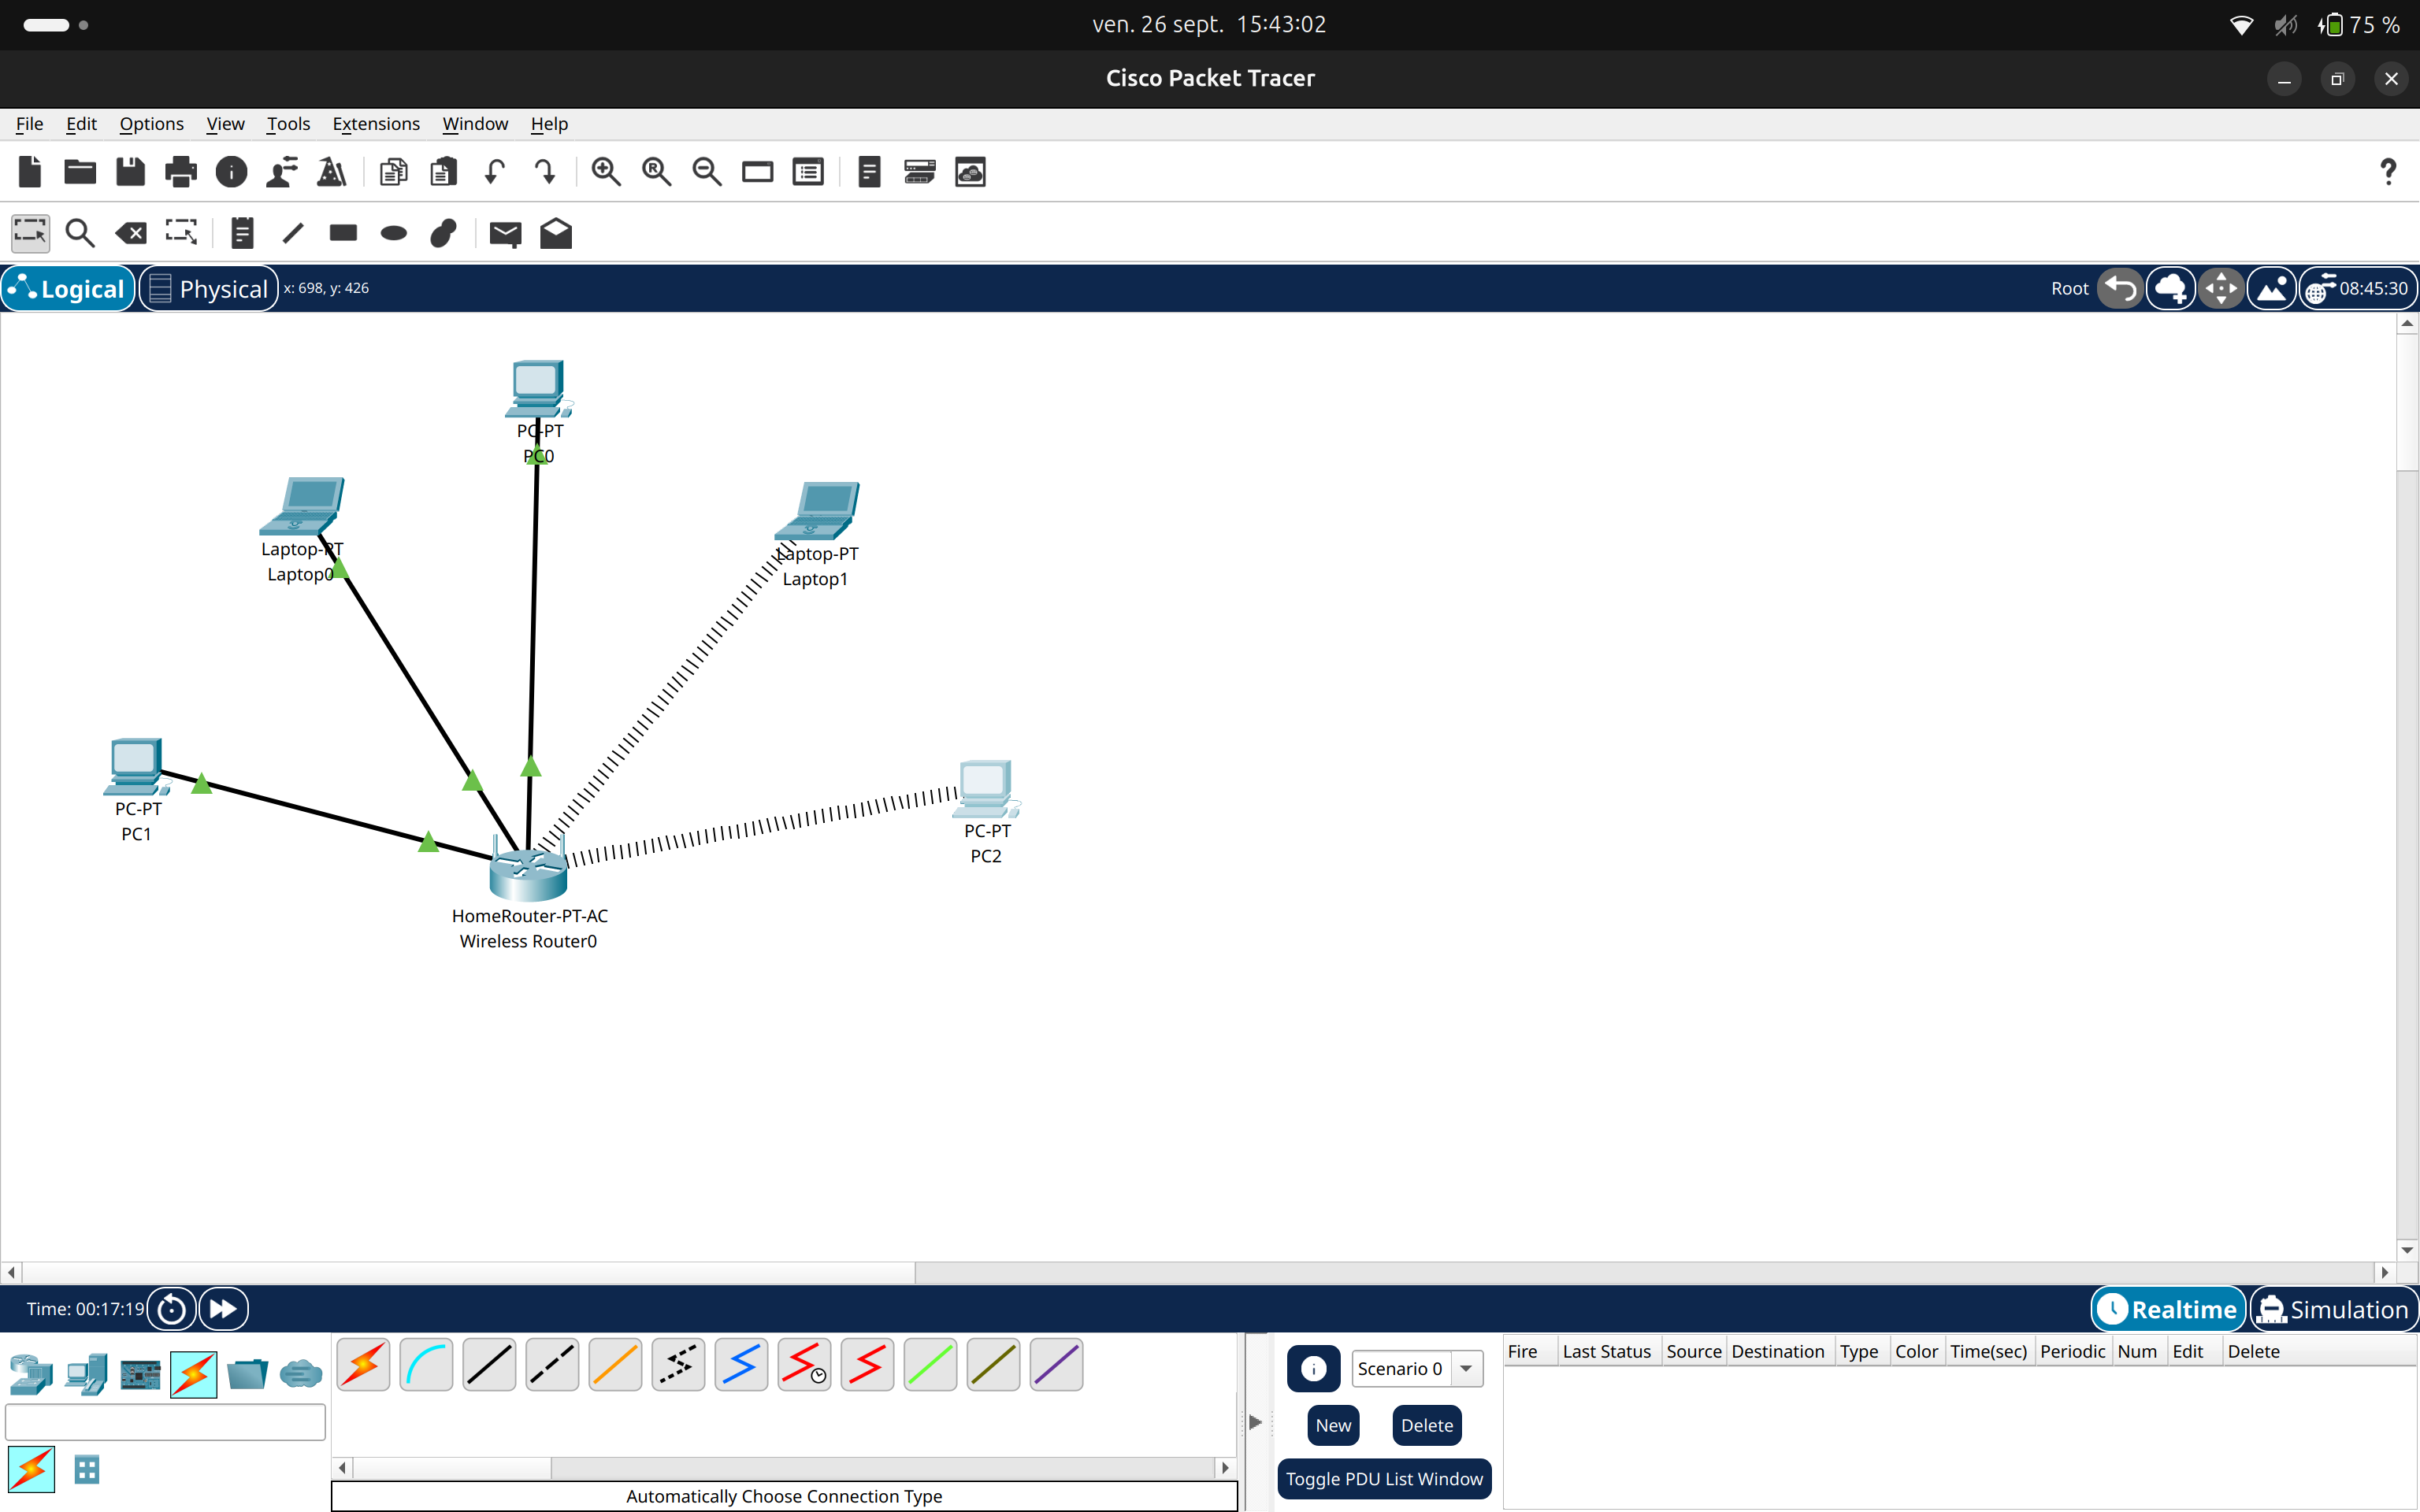 ven. 26 sept. 15:43:02
75 %
Cisco Packet Tracer
File Edit Options View Tools Extensions Window Help
Logical Physical x: 698, y: 426 Root 08:45:30
PC-PT
PC0
Laptop-PT
Laptop0
Laptop-PT
Laptop1
PC-PT
PC1
PC-PT
PC2
HomeRouter-PT-AC
Wireless Router0
Time: 00:17:19 Realtime Simulation
Scenario 0
New Delete
Toggle PDU List Window
Fire Last Status Source Destination Type Color Time(sec) Periodic Num Edit Delete
Automatically Choose Connection Type